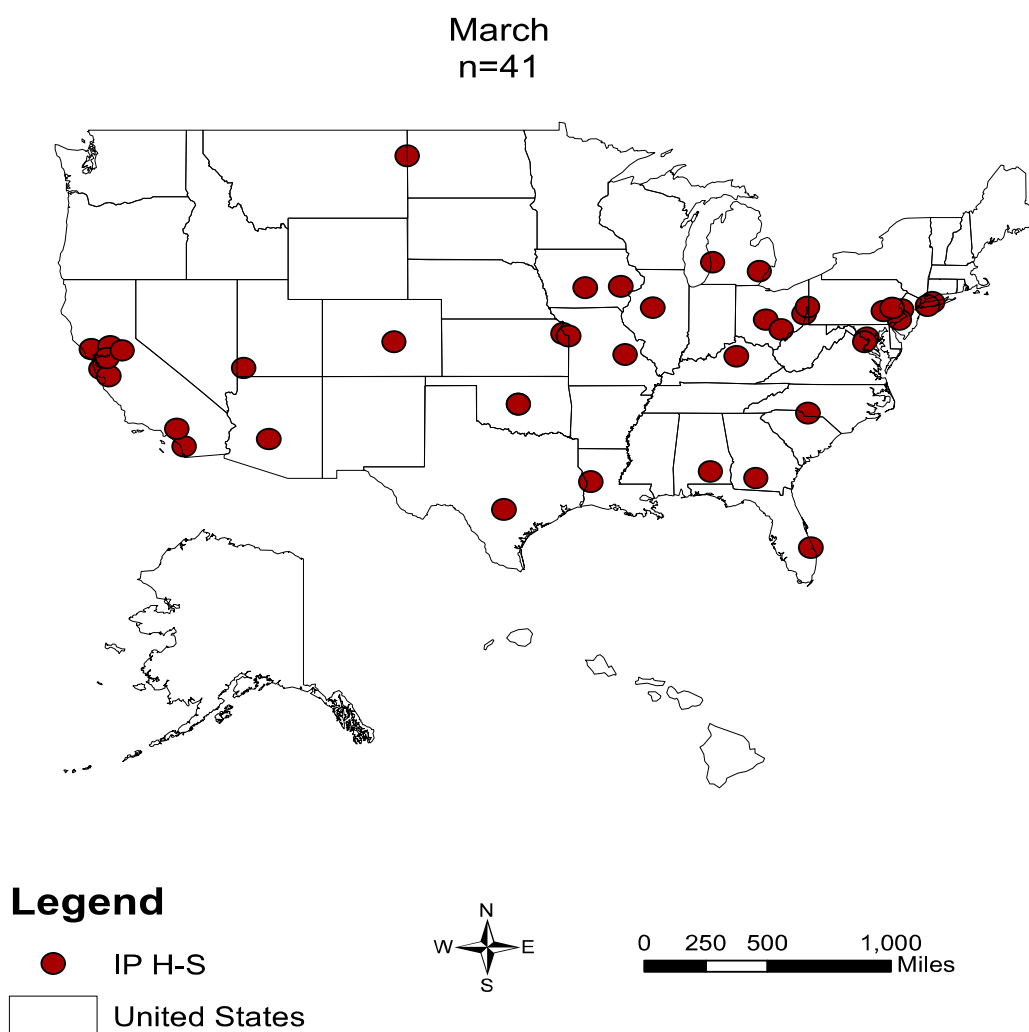 March
n=41
Legend
IP H-S
United States
N
W E
S
0 250 500 1,000
Miles